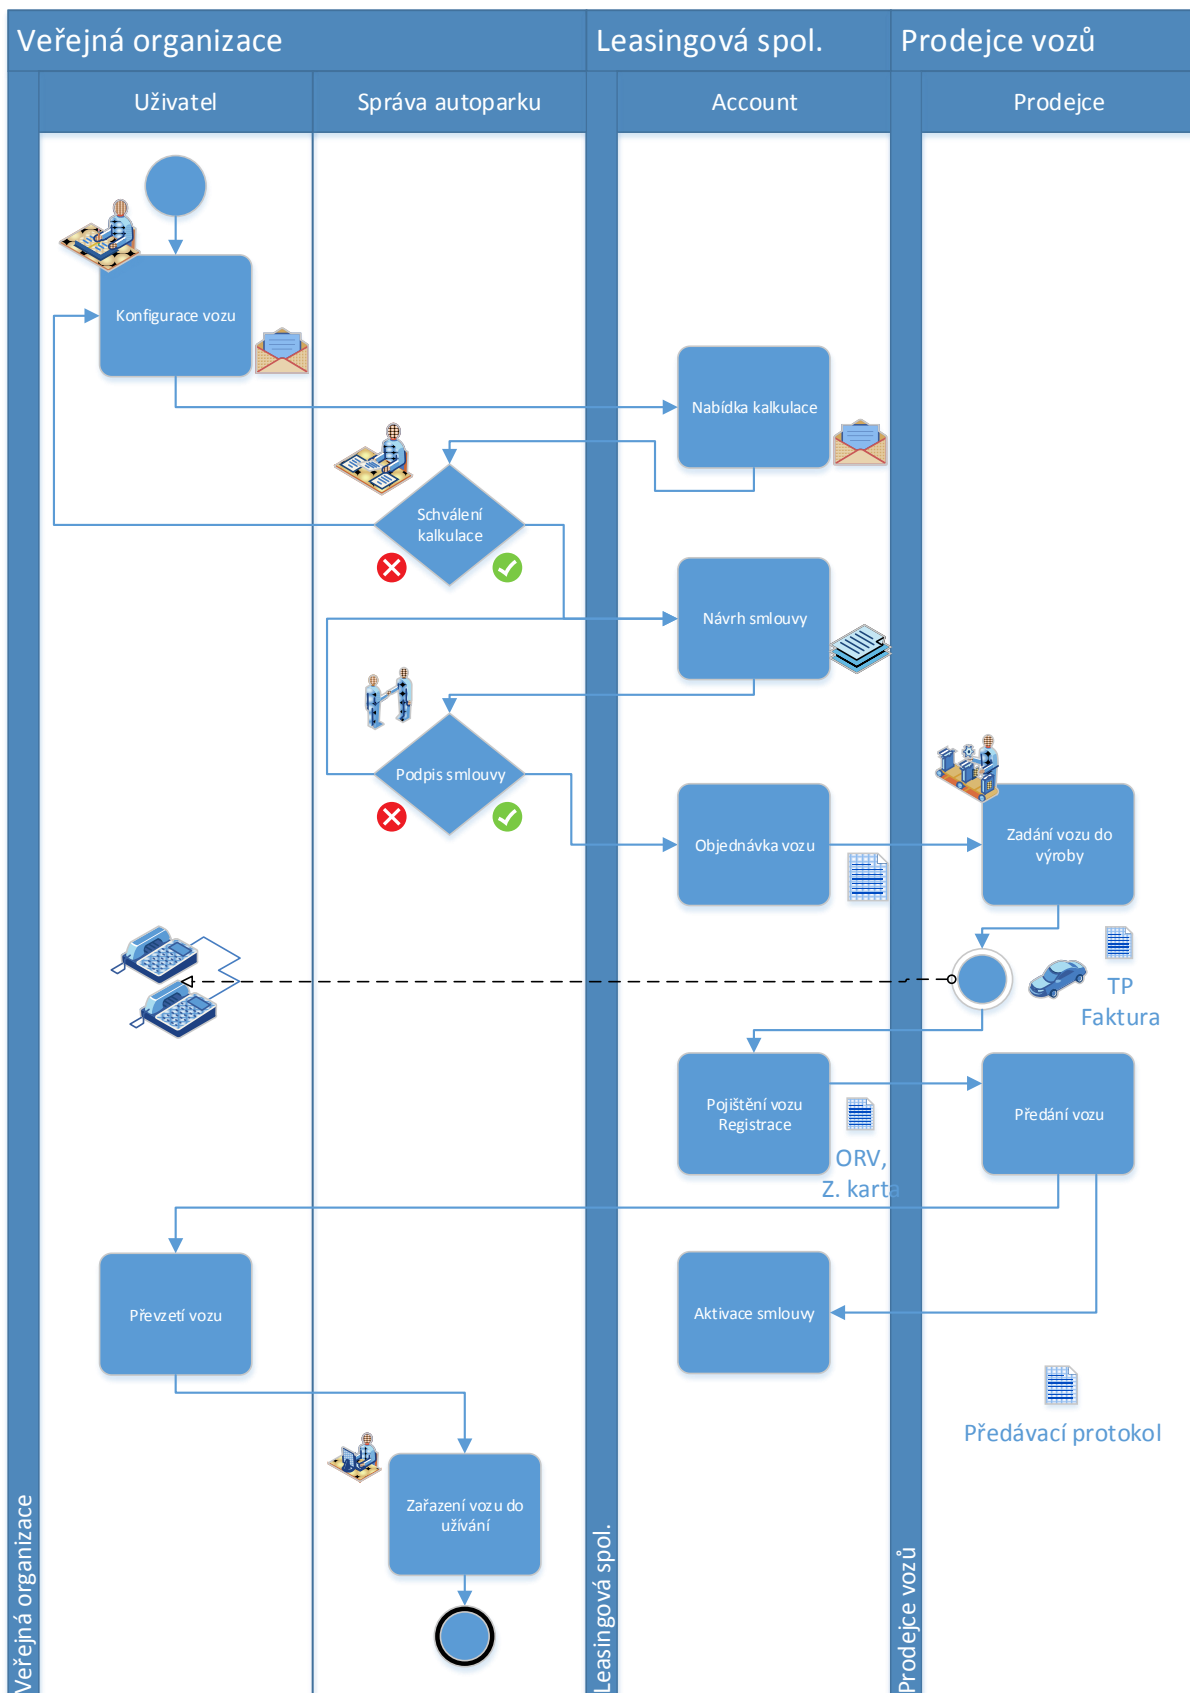 Veřejná organizace
Leasingová spol.
Prodejce vozů
Uživatel
Správa autoparku
Account
Prodejce
Konfigurace vozu
Nabídka kalkulace
Schválení
kalkulace
Návrh smlouvy
Podpis smlouvy
Objednávka vozu
Zadání vozu do
výroby
TP
Faktura
Pojištění vozu
Registrace
ORV,
Z. karta
Předání vozu
Převzetí vozu
Aktivace smlouvy
Předávací protokol
Zařazení vozu do
užívání
Veřejná organizace
Leasingová spol.
Prodejce vozů